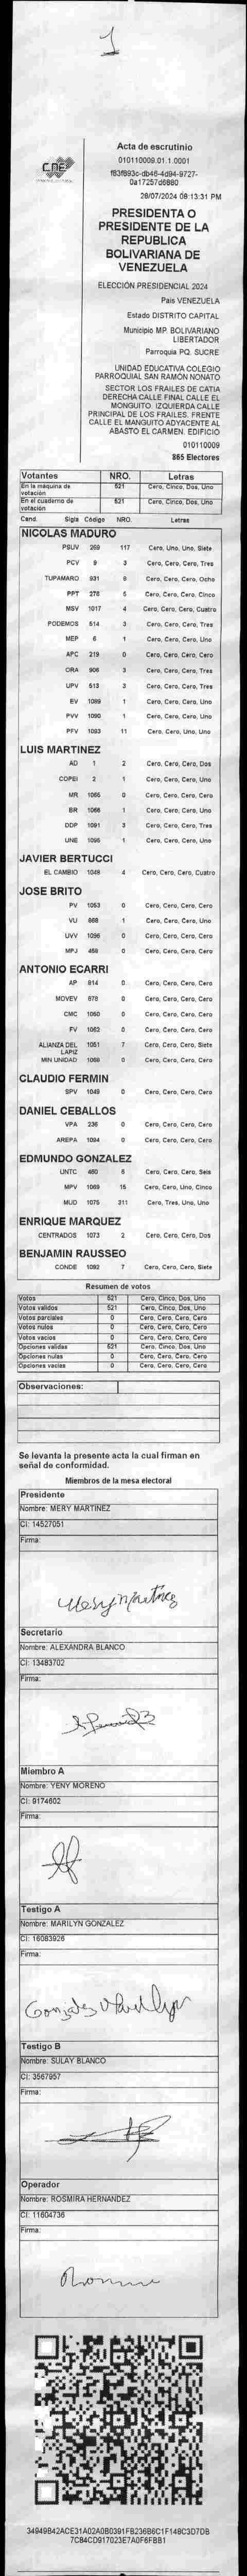 1
CNE
Acta de escrutinio
010110009.01.1.0001
f83f893c-db46-4d94-9727-
0a17257d6880
28/07/2024 08:13:31 PM
PRESIDENTA O
PRESIDENTE DE LA
REPUBLICA
BOLIVARIANA DE
VENEZUELA
ELECCIÓN PRESIDENCIAL 2024
Pais VENEZUELA
Estado DISTRITO CAPITAL
Municipio MP. BOLIVARIANO
LIBERTADOR
Parroquia PQ. SUCRE
UNIDAD EDUCATIVA COLEGIO
PARROQUIAL SAN RAMÓN NONATO
SECTOR LOS FRAILES DE CATIA
DERECHA CALLE FINAL CALLE EL
MONGUITO. IZQUIERDA CALLE
PRINCIPAL DE LOS FRAILES. FRENTE
CALLE EL MANGUITO ADYACENTE AL
ABASTO EL CARMEN. EDIFICIO
010110009
865 Electores
Votantes NRO. Letras
En la máquina de votación 521 Cero, Cinco, Dos, Uno
En el cuaderno de votación 521 Cero, Cinco, Dos, Uno
Cand. Sigla Código NRO. Letras
NICOLAS MADURO
PSUV 269 117 Cero, Uno, Uno, Siete
PCV 9 3 Cero, Cero, Cero, Tres
TUPAMARO 931 8 Cero, Cero, Cero, Ocho
PPT 278 5 Cero, Cero, Cero, Cinco
MSV 1017 4 Cero, Cero, Cero, Cuatro
PODEMOS 514 3 Cero, Cero, Cero, Tres
MEP 6 1 Cero, Cero, Cero, Uno
APC 219 0 Cero, Cero, Cero, Cero
ORA 906 3 Cero, Cero, Cero, Tres
UPV 513 3 Cero, Cero, Cero, Tres
EV 1089 1 Cero, Cero, Cero, Uno
PVV 1090 1 Cero, Cero, Cero, Uno
PFV 1093 11 Cero, Cero, Uno, Uno
LUIS MARTINEZ
AD 1 2 Cero, Cero, Cero, Dos
COPEI 2 1 Cero, Cero, Cero, Uno
MR 1065 0 Cero, Cero, Cero, Cero
BR 1066 1 Cero, Cero, Cero, Uno
DDP 1091 3 Cero, Cero, Cero, Tres
UNE 1095 1 Cero, Cero, Cero, Uno
JAVIER BERTUCCI
EL CAMBIO 1048 4 Cero, Cero, Cero, Cuatro
JOSE BRITO
PV 1053 0 Cero, Cero, Cero, Cero
VU 868 1 Cero, Cero, Cero, Uno
UVV 1096 0 Cero, Cero, Cero, Cero
MPJ 458 0 Cero, Cero, Cero, Cero
ANTONIO ECARRI
AP 814 0 Cero, Cero, Cero, Cero
MOVEV 878 0 Cero, Cero, Cero, Cero
CMC 1050 0 Cero, Cero, Cero, Cero
FV 1052 0 Cero, Cero, Cero, Cero
ALIANZA DEL LAPIZ 1051 7 Cero, Cero, Cero, Siete
MIN UNIDAD 1069 0 Cero, Cero, Cero, Cero
CLAUDIO FERMIN
SPV 1049 0 Cero, Cero, Cero, Cero
DANIEL CEBALLOS
VPA 236 0 Cero, Cero, Cero, Cero
AREPA 1094 0 Cero, Cero, Cero, Cero
EDMUNDO GONZALEZ
UNTC 460 6 Cero, Cero, Cero, Seis
MPV 1069 15 Cero, Cero, Uno, Cinco
MUD 1075 311 Cero, Tres, Uno, Uno
ENRIQUE MARQUEZ
CENTRADOS 1073 2 Cero, Cero, Cero, Dos
BENJAMIN RAUSSEO
CONDE 1092 7 Cero, Cero, Cero, Siete
Resumen de votos
Votos 521 Cero, Cinco, Dos, Uno
Votos válidos 521 Cero, Cinco, Dos, Uno
Votos parciales 0 Cero, Cero, Cero, Cero
Votos nulos 0 Cero, Cero, Cero, Cero
Votos vacíos 0 Cero, Cero, Cero, Cero
Opciones válidas 521 Cero, Cinco, Dos, Uno
Opciones nulas 0 Cero, Cero, Cero, Cero
Opciones vacías 0 Cero, Cero, Cero, Cero
Observaciones:
Se levanta la presente acta la cual firman en
señal de conformidad.
Miembros de la mesa electoral
Presidente
Nombre: MERY MARTINEZ
CI: 14527051
Firma:
Mery Martinez
Secretario
Nombre: ALEXANDRA BLANCO
CI: 13483702
Firma:
Miembro A
Nombre: YENY MORENO
CI: 9174602
Firma:
Testigo A
Nombre: MARILYN GONZALEZ
CI: 16083926
Firma:
Gonzalez Marilyn
Testigo B
Nombre: SULAY BLANCO
CI: 3567957
Firma:
Operador
Nombre: ROSMIRA HERNANDEZ
CI: 11604736
Firma:
34949B42ACE31A02A0B0391FB236B6C1F148C3D7DB
7C84CD917023E7A0F6FBB1